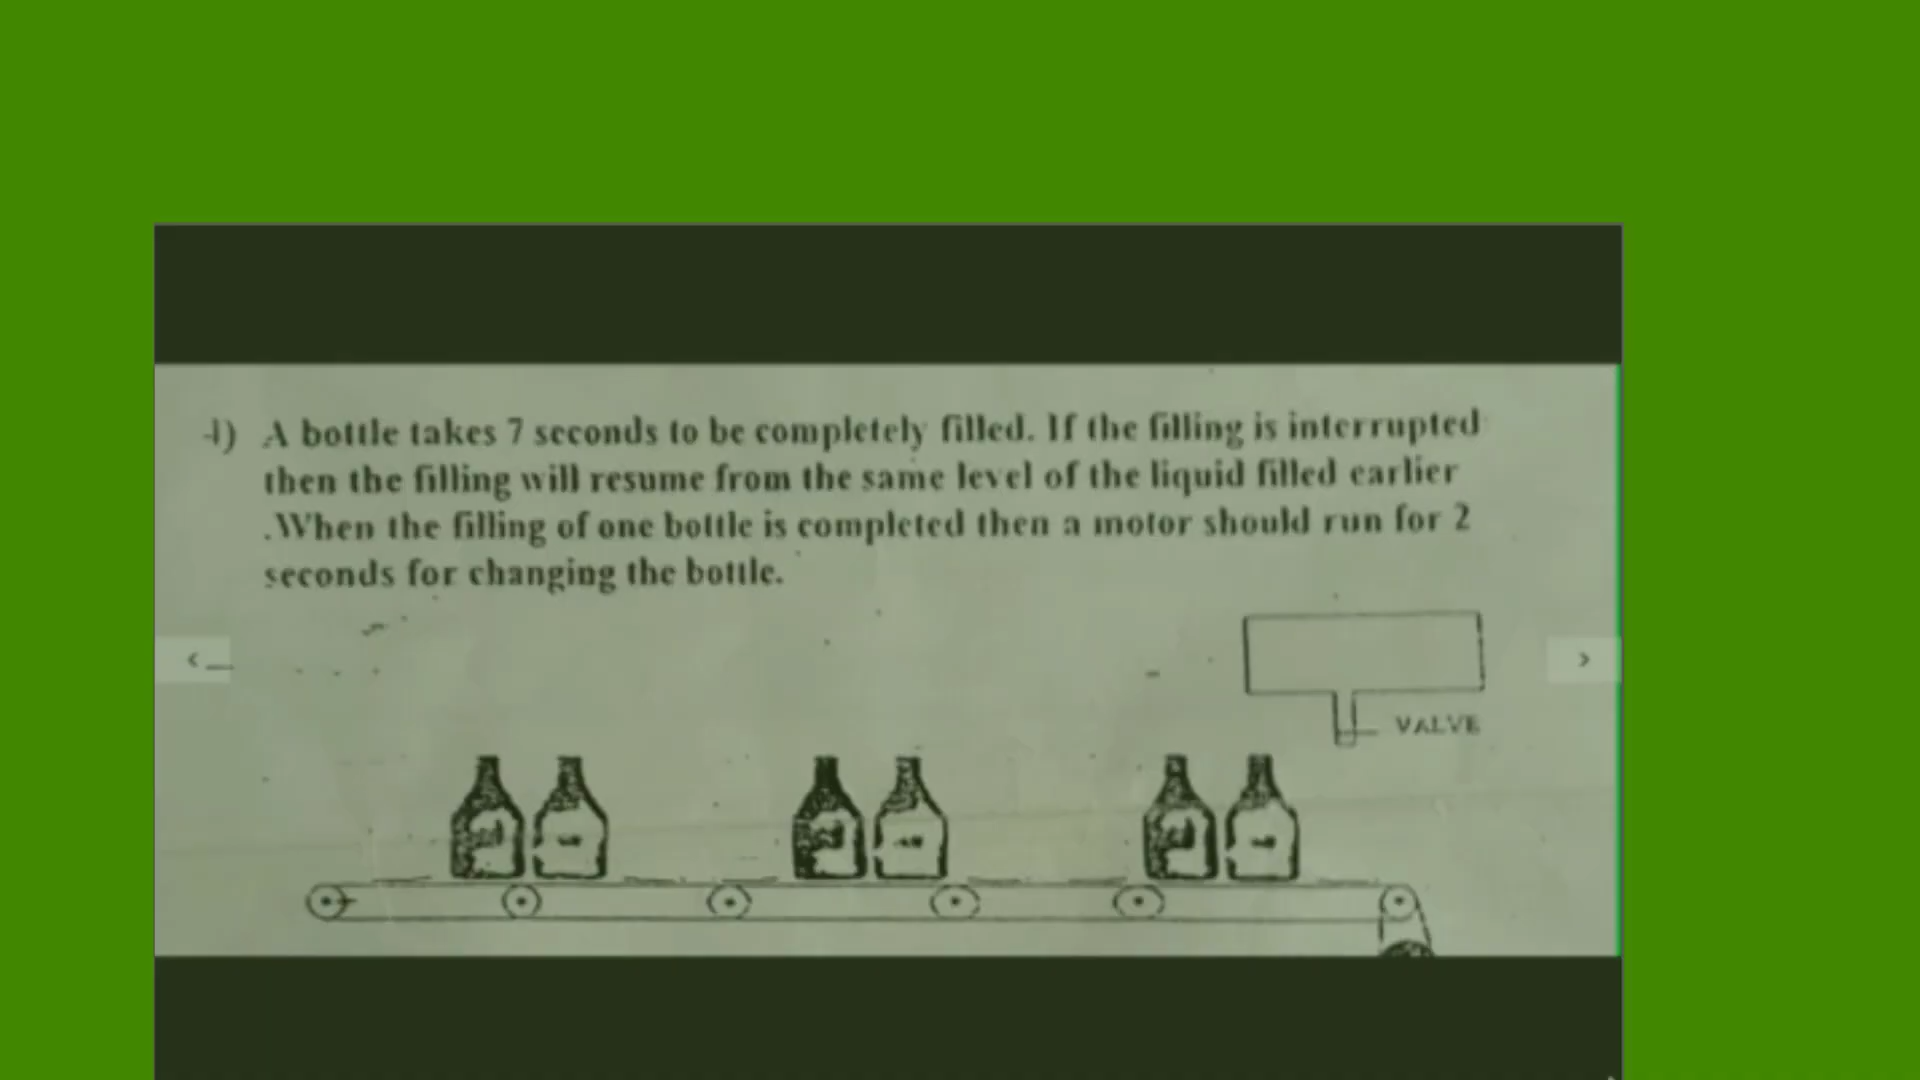 4) A bottle takes 7 seconds to be completely filled. If the filling is interrupted
then the filling will resume from the same level of the liquid filled earlier
.When the filling of one bottle is completed then a motor should run for 2
seconds for changing the bottle.
VALVE